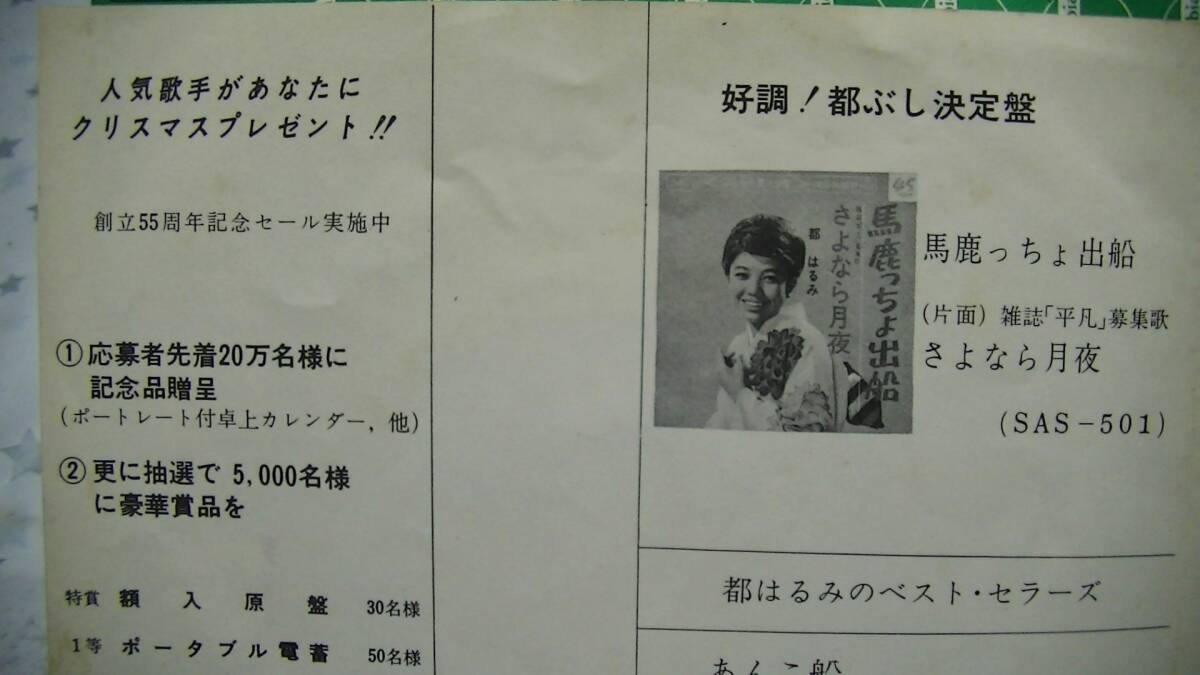 人気歌手があなたに
クリスマスプレゼント!!
創立55周年記念セール実施中
①応募者先着20万名様に
記念品贈呈
(ポートレート付卓上カレンダー, 他)
②更に抽選で 5,000名様
に豪華賞品を
特賞 額入原盤 30名様
1等 ポータブル電蓄 50名様
好調!都ぶし決定盤
45
馬鹿っちょ出船
さよなら月夜
都はるみ
馬鹿っちょ出船
(片面) 雑誌「平凡」募集歌
さよなら月夜
(SAS-501)
都はるみのベスト・セラーズ
あんこ船